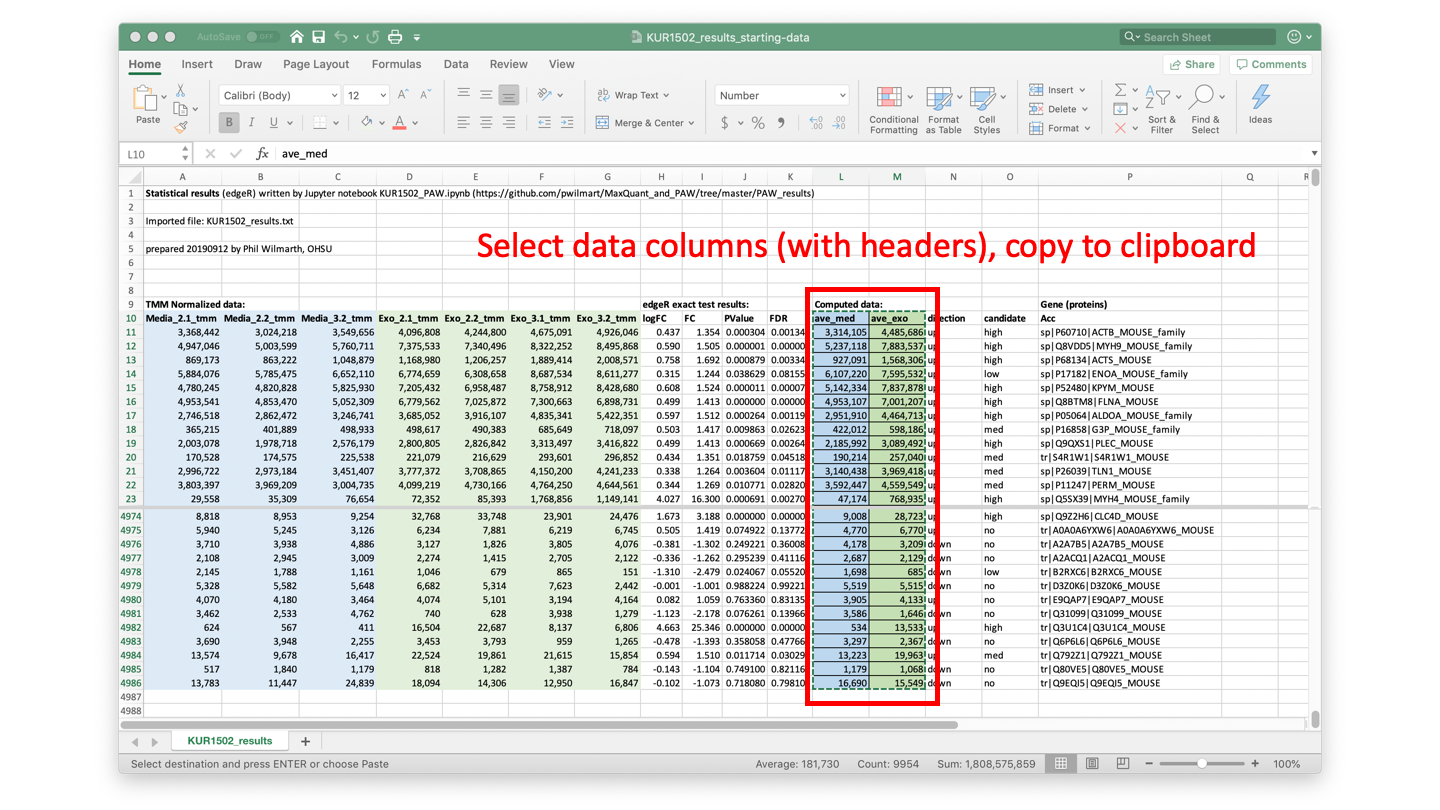 AutoSave OFF KUR1502_results_starting-data Search Sheet
Home Insert Draw Page Layout Formulas Data Review View Share Comments
Paste Calibri (Body) 12 Wrap Text Number Insert
B I U Merge & Center $ % Conditional Formatting Format as Table Cell Styles Delete Format Sort & Filter Find & Select Ideas
L10 fx ave_med
A B C D E F G H I J K L M N O P Q R
1 Statistical results (edgeR) written by Jupyter notebook KUR1502_PAW.ipynb (https://github.com/pwilmarth/MaxQuant_and_PAW/tree/master/PAW_results)
2
3 Imported file: KUR1502_results.txt
4
Select data columns (with headers), copy to clipboard
5 prepared 20190912 by Phil Wilmarth, OHSU
6
7
8
9 TMM Normalized data: edgeR exact test results: Computed data: Gene (proteins)
10 Media_2.1_tmm Media_2.2_tmm Media_3.2_tmm Exo_2.1_tmm Exo_2.2_tmm Exo_3.1_tmm Exo_3.2_tmm logFC FC PValue FDR ave_med ave_exo direction candidate Acc
11 3,368,442 3,024,218 3,549,656 4,096,808 4,244,800 4,675,091 4,926,046 0.437 1.354 0.000304 0.00134 3,314,105 4,485,686 up high sp|P60710|ACTB_MOUSE_family
12 4,947,046 5,003,599 5,760,711 7,375,533 7,340,496 8,322,252 8,495,868 0.590 1.505 0.000001 0.00000 5,237,118 7,883,537 up high sp|Q8VDD5|MYH9_MOUSE_family
13 869,173 863,222 1,048,879 1,168,980 1,206,257 1,889,414 2,008,571 0.758 1.692 0.000879 0.00334 927,091 1,568,306 up high sp|P68134|ACTS_MOUSE
14 5,884,076 5,785,475 6,652,110 6,774,659 6,308,658 8,687,534 8,611,277 0.315 1.244 0.038629 0.08155 6,107,220 7,595,532 up low sp|P17182|ENOA_MOUSE_family
15 4,780,245 4,820,828 5,825,930 7,205,432 6,958,487 8,758,912 8,428,680 0.608 1.524 0.000011 0.00007 5,142,334 7,837,878 up high sp|P52480|KPYM_MOUSE
16 4,953,541 4,853,470 5,052,309 6,779,562 7,025,872 7,300,663 6,898,731 0.499 1.413 0.000000 0.00000 4,953,107 7,001,207 up high sp|Q8BTM8|FLNA_MOUSE
17 2,746,518 2,862,472 3,246,741 3,685,052 3,916,107 4,835,341 5,422,351 0.597 1.512 0.000264 0.00119 2,951,910 4,464,713 up high sp|P05064|ALDOA_MOUSE_family
18 365,215 401,889 498,933 498,617 490,383 685,649 718,097 0.503 1.417 0.009863 0.02623 422,012 598,186 up med sp|P16858|G3P_MOUSE_family
19 2,003,078 1,978,718 2,576,179 2,800,805 2,826,842 3,313,497 3,416,822 0.499 1.413 0.000669 0.00264 2,185,992 3,089,492 up high sp|Q9QXS1|PLEC_MOUSE
20 170,528 174,575 225,538 221,079 216,629 293,601 296,852 0.434 1.351 0.018759 0.04518 190,214 257,040 up med tr|S4R1W1|S4R1W1_MOUSE
21 2,996,722 2,973,184 3,451,407 3,777,372 3,708,865 4,150,200 4,241,233 0.338 1.264 0.003604 0.01117 3,140,438 3,969,418 up med sp|P26039|TLN1_MOUSE
22 3,803,397 3,969,209 3,004,735 4,099,219 4,730,166 4,764,250 4,644,561 0.344 1.269 0.010771 0.02820 3,592,447 4,559,549 up med sp|P11247|PERM_MOUSE
23 29,558 35,309 76,654 72,352 85,393 1,768,856 1,149,141 4.027 16.300 0.000691 0.00270 47,174 768,935 up high sp|Q5SX39|MYH4_MOUSE_family
4974 8,818 8,953 9,254 32,768 33,748 23,901 24,476 1.673 3.188 0.000000 0.00000 9,008 28,723 up high sp|Q9Z2H6|CLC4D_MOUSE
4975 5,940 5,245 3,126 6,234 7,881 6,219 6,745 0.505 1.419 0.074922 0.13772 4,770 6,770 up no tr|A0A0A6YXW6|A0A0A6YXW6_MOUSE
4976 3,710 3,938 4,886 3,127 1,826 3,805 4,076 -0.381 -1.302 0.249221 0.36008 4,178 3,209 down no tr|A2A7B5|A2A7B5_MOUSE
4977 2,108 2,945 3,009 2,274 1,415 2,705 2,122 -0.336 -1.262 0.295239 0.41116 2,687 2,129 down no tr|A2ACQ1|A2ACQ1_MOUSE
4978 2,145 1,788 1,161 1,046 679 865 151 -1.310 -2.479 0.024067 0.05520 1,698 685 down low tr|B2RXC6|B2RXC6_MOUSE
4979 5,328 5,582 5,648 6,682 5,314 7,623 2,442 -0.001 -1.001 0.988224 0.99221 5,519 5,515 down no tr|D3Z0K6|D3Z0K6_MOUSE
4980 4,070 4,180 3,464 4,074 5,101 3,194 4,164 0.082 1.059 0.763360 0.83135 3,905 4,133 up no tr|E9QAP7|E9QAP7_MOUSE
4981 3,462 2,533 4,762 740 628 3,938 1,279 -1.123 -2.178 0.076261 0.13966 3,586 1,646 down no tr|Q31099|Q31099_MOUSE
4982 624 567 411 16,504 22,687 8,137 6,806 4.663 25.346 0.000000 0.00000 534 13,533 up high tr|Q3U1C4|Q3U1C4_MOUSE
4983 3,690 3,948 2,255 3,453 3,793 959 1,265 -0.478 -1.393 0.358058 0.47766 3,297 2,367 down no tr|Q6P6L6|Q6P6L6_MOUSE
4984 13,574 9,678 16,417 22,524 19,861 21,615 15,854 0.594 1.510 0.011714 0.03029 13,223 19,963 up med tr|Q792Z1|Q792Z1_MOUSE
4985 517 1,840 1,179 818 1,282 1,387 784 -0.143 -1.104 0.749100 0.82116 1,179 1,068 down no tr|Q80VE5|Q80VE5_MOUSE
4986 13,783 11,447 24,839 18,094 14,306 12,950 16,847 -0.102 -1.073 0.718080 0.79810 16,690 15,549 down no tr|Q9EQI5|Q9EQI5_MOUSE
4987
4988
KUR1502_results +
Select destination and press ENTER or choose Paste Average: 181,730 Count: 9954 Sum: 1,808,575,859 100%